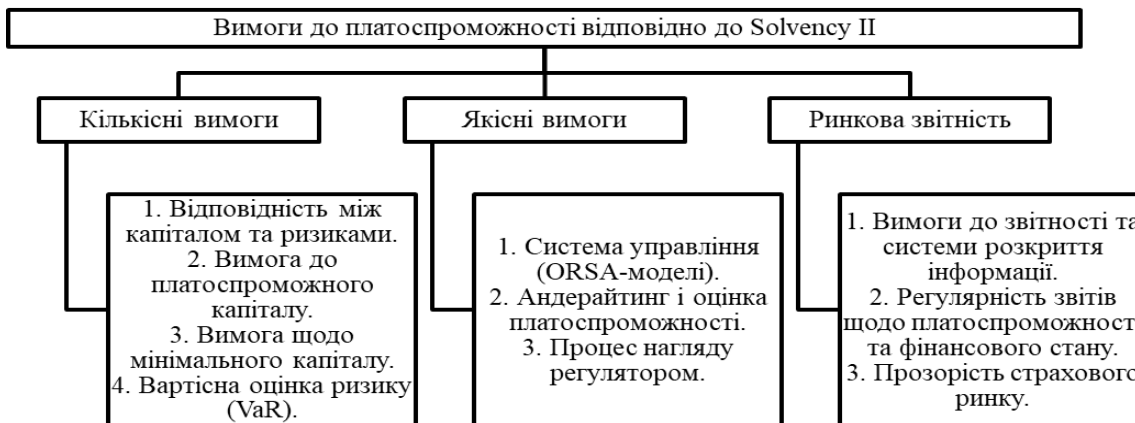 Вимоги до платоспроможності відповідно до Solvency II
Кількісні вимоги
Якісні вимоги
Ринкова звітність
1. Відповідність між
капіталом та ризиками.
2. Вимога до
платоспроможного
капіталу.
3. Вимога щодо
мінімального капіталу.
4. Вартісна оцінка ризику
(VaR).
1. Система управління
(ORSA-моделі).
2. Андерайтинг і оцінка
платоспроможності.
3. Процес нагляду
регулятором.
1. Вимоги до звітності та
системи розкриття
інформації.
2. Регулярність звітів
щодо платоспроможност
та фінансового стану.
3. Прозорість страхового
ринку.